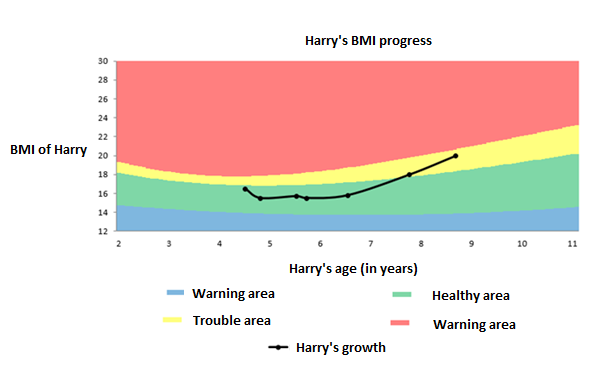 Harry's BMI progress
30
28
26
24
22
20
18
16
14
12
BMI of Harry
2 3 4 5 6 7 8 9 10 11
Harry's age (in years)
Warning area
Healthy area
Trouble area
Warning area
Harry's growth